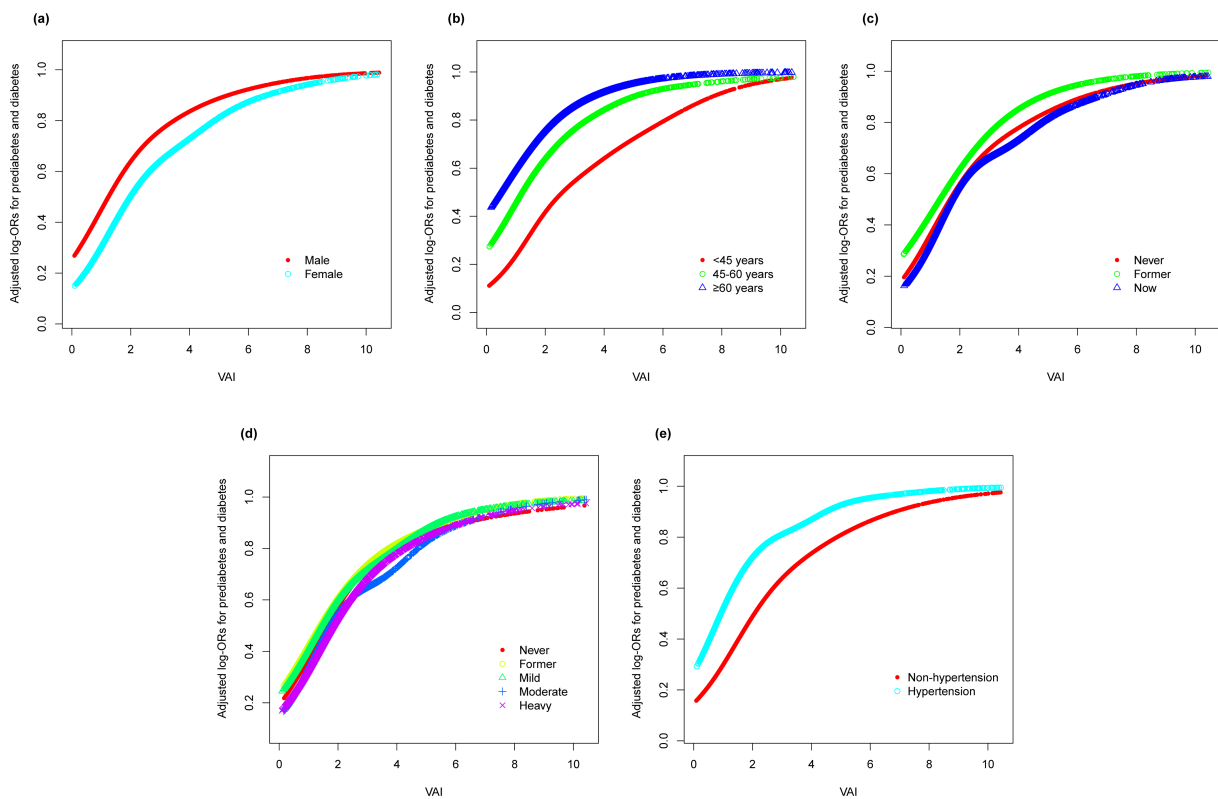 (a)
Adjusted log-ORs for prediabetes and diabetes
1.0
0.8
0.6
0.4
0.2
0.0
Male
Female
0 2 4 6 8 10
VAI
(b)
Adjusted log-ORs for prediabetes and diabetes
1.0
0.8
0.6
0.4
0.2
0.0
<45 years
45-60 years
≥60 years
0 2 4 6 8 10
VAI
(c)
Adjusted log-ORs for prediabetes and diabetes
1.0
0.8
0.6
0.4
0.2
0.0
Never
Former
Now
0 2 4 6 8 10
VAI
(d)
Adjusted log-ORs for prediabetes and diabetes
1.0
0.8
0.6
0.4
0.2
Never
Former
Mild
Moderate
Heavy
0 2 4 6 8 10
VAI
(e)
Adjusted log-ORs for prediabetes and diabetes
1.0
0.8
0.6
0.4
0.2
0.0
Non-hypertension
Hypertension
0 2 4 6 8 10
VAI